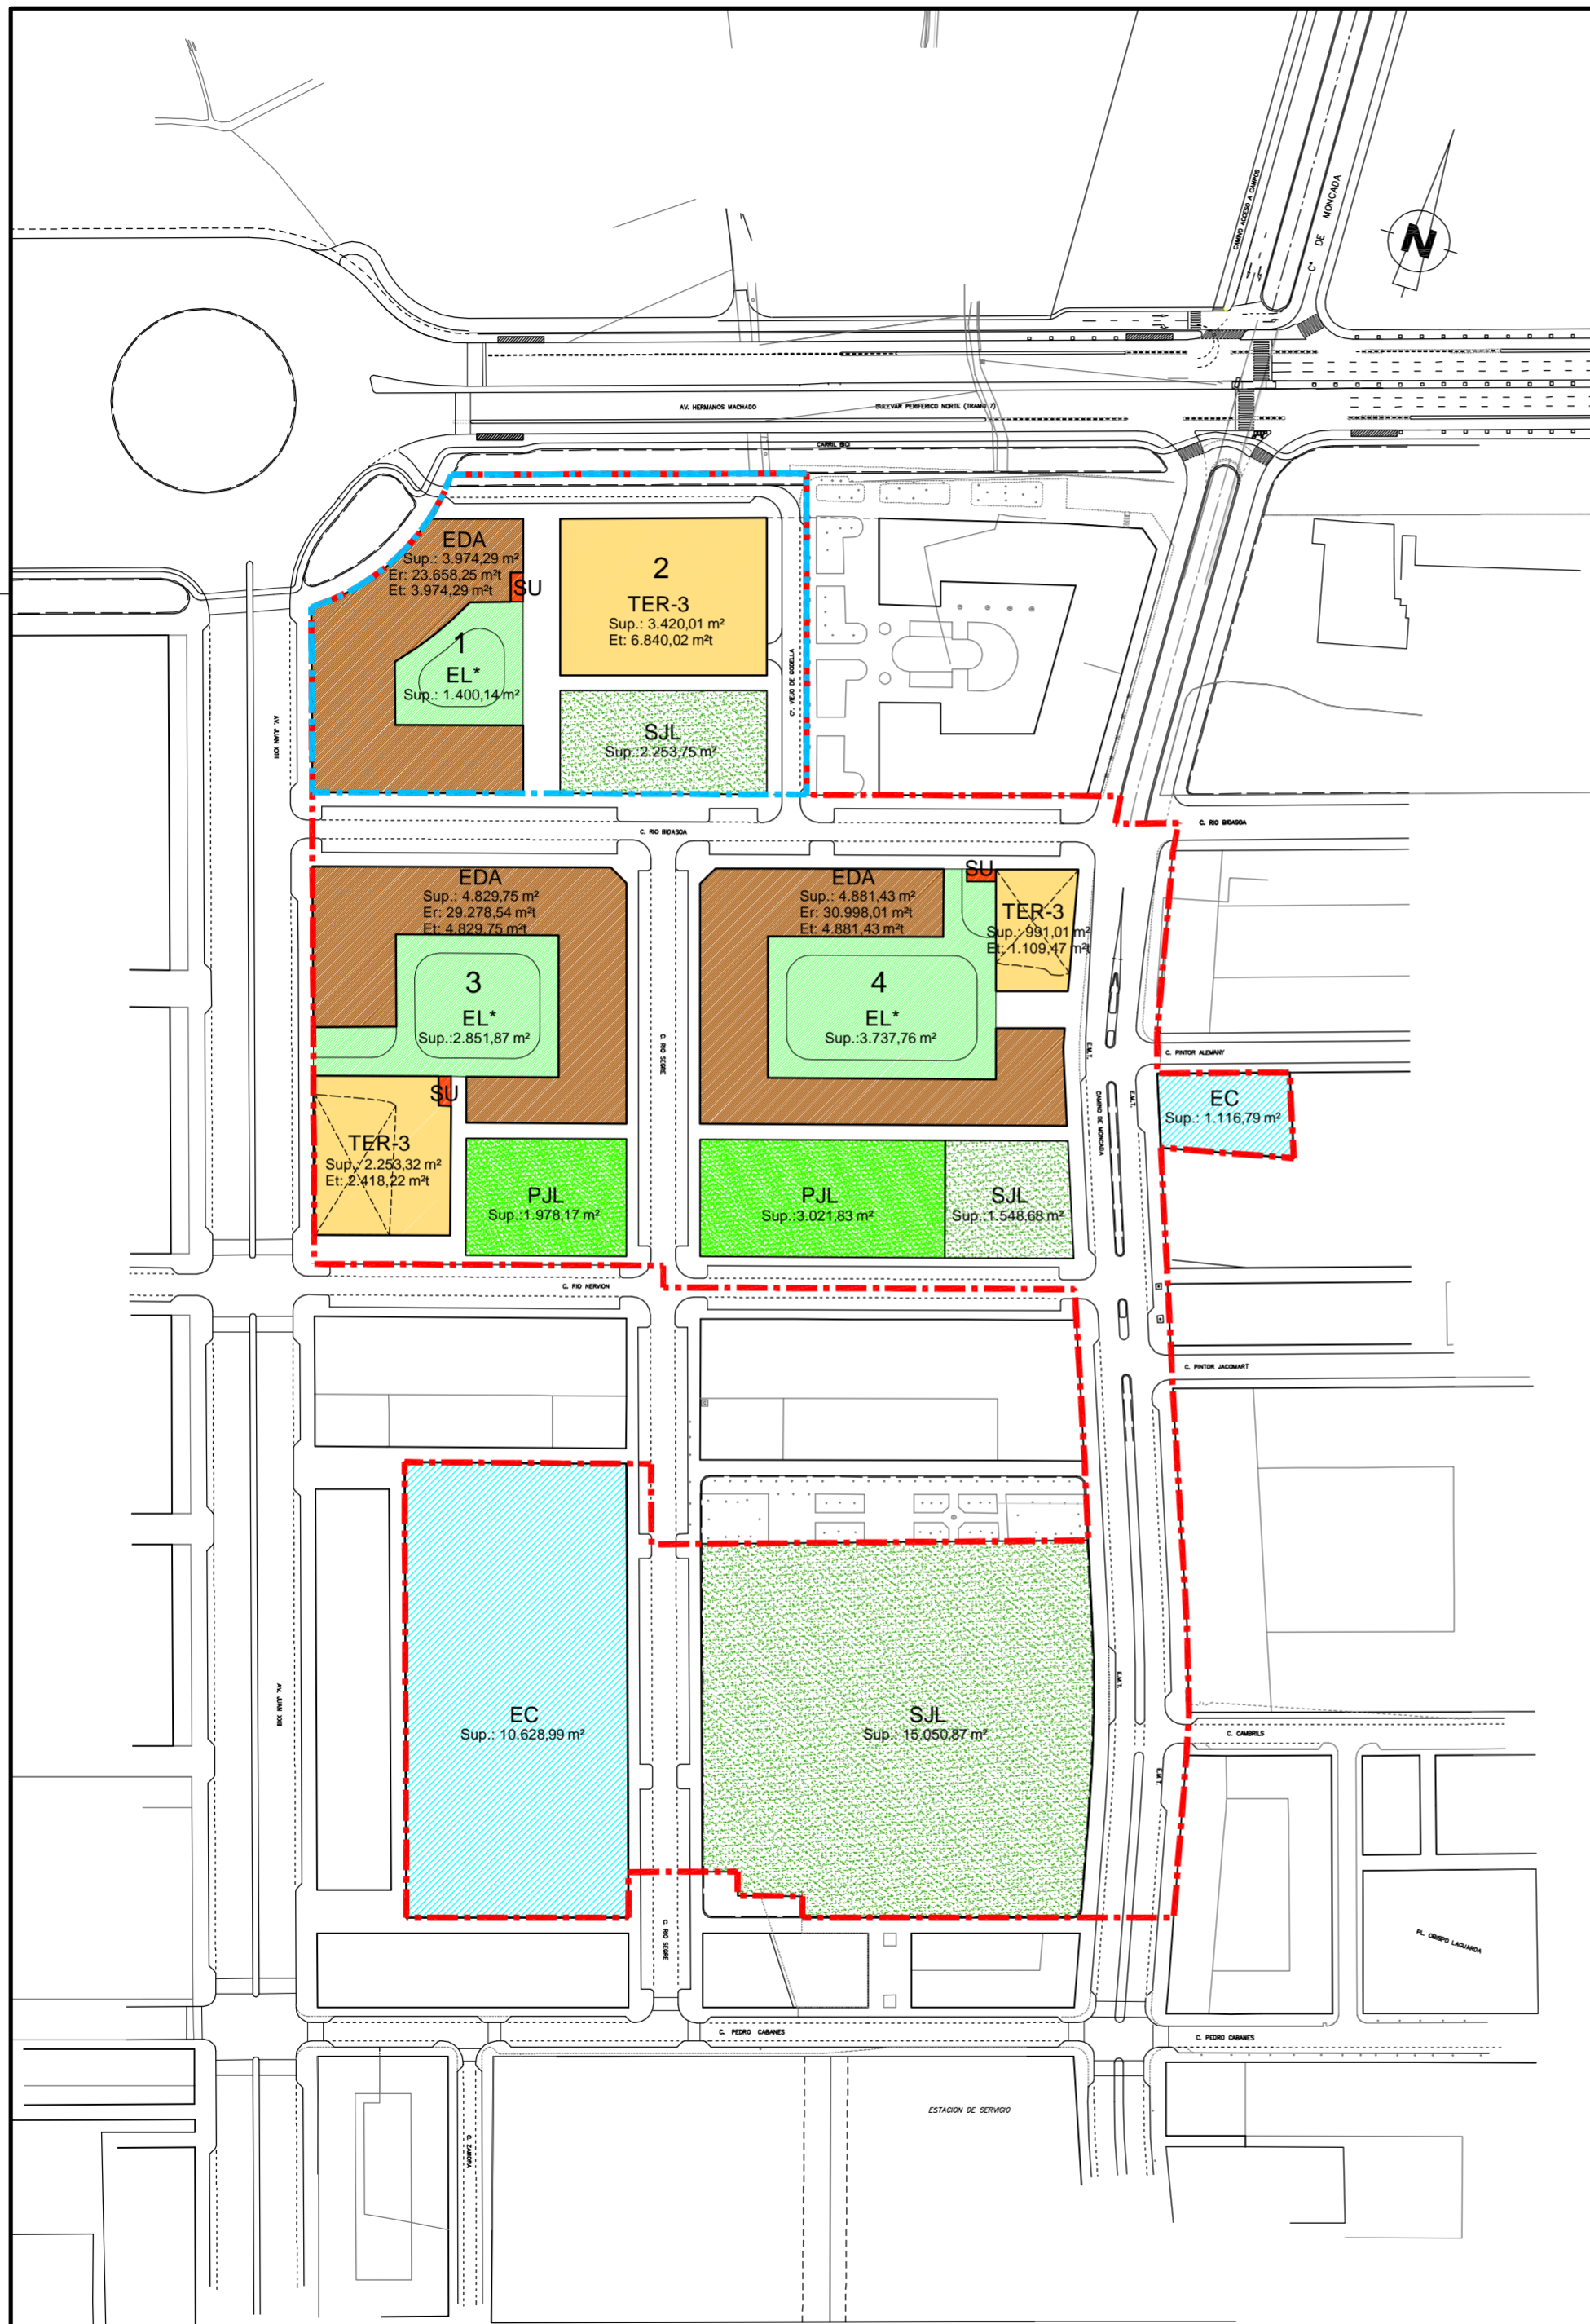 CAMINO ACCESO A CAMPOS
Cº DE MONCADA
N
AV. HERMANOS MACHADO
BULEVAR PERIFERICO NORTE (TRAMO 7)
CARRIL BICI
EDA
Sup.: 3.974,29 m²
Er: 23.658,25 m²t
Et: 3.974,29 m²t
SU
1
EL*
Sup.: 1.400,14 m²
2
TER-3
Sup.: 3.420,01 m²
Et: 6.840,02 m²t
SJL
Sup.:2.253,75 m²
Cº. VIEJO DE GODELLA
AV. JUAN XXIII
C. RIO BIDASOA
C. RIO BIDASOA
EDA
Sup.: 4.829,75 m²
Er: 29.278,54 m²t
Et: 4.829,75 m²t
3
EL*
Sup.:2.851,87 m²
SU
TER-3
Sup.: 2.253,32 m²
Et: 2.418,22 m²t
PJL
Sup.:1.978,17 m²
C. RIO SEGRE
EDA
Sup.: 4.881,43 m²
Er: 30.998,01 m²t
Et: 4.881,43 m²t
SU
TER-3
Sup.: 991,01 m²
Et: 1.109,47 m²t
4
EL*
Sup.:3.737,76 m²
PJL
Sup.:3.021,83 m²
SJL
Sup.:1.548,68 m²
E.M.T.
CAMINO DE MONCADA
E.M.T.
C. PINTOR ALEMANY
EC
Sup.: 1.116,79 m²
C. RIO NERVION
C. PINTOR JACOMART
AV. JUAN XXIII
EC
Sup.: 10.628,99 m²
SJL
Sup.: 15.050,87 m²
E.M.T.
C. CAMBRILS
E.M.T.
C. RIO SEGRE
PL. OBISPO LAGUARDA
C. PEDRO CABANES
C. PEDRO CABANES
ESTACION DE SERVICIO
C. ZAMORA